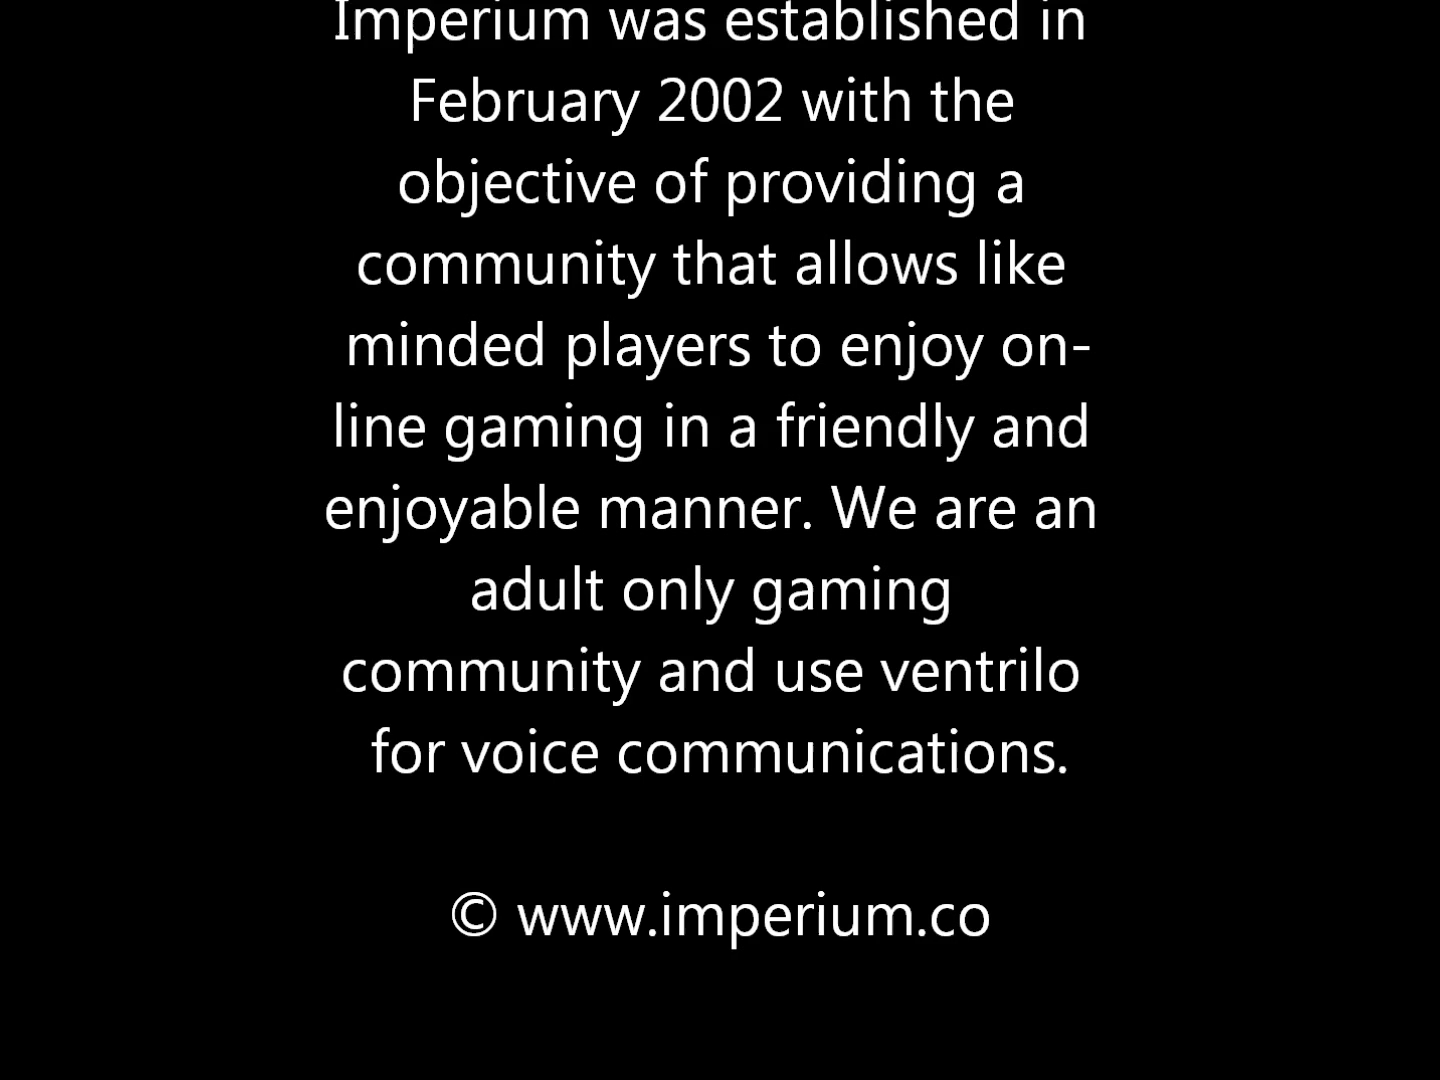 Imperium was established in
February 2002 with the
objective of providing a
community that allows like
minded players to enjoy on-
line gaming in a friendly and
enjoyable manner. We are an
adult only gaming
community and use ventrilo
for voice communications.
© www.imperium.co